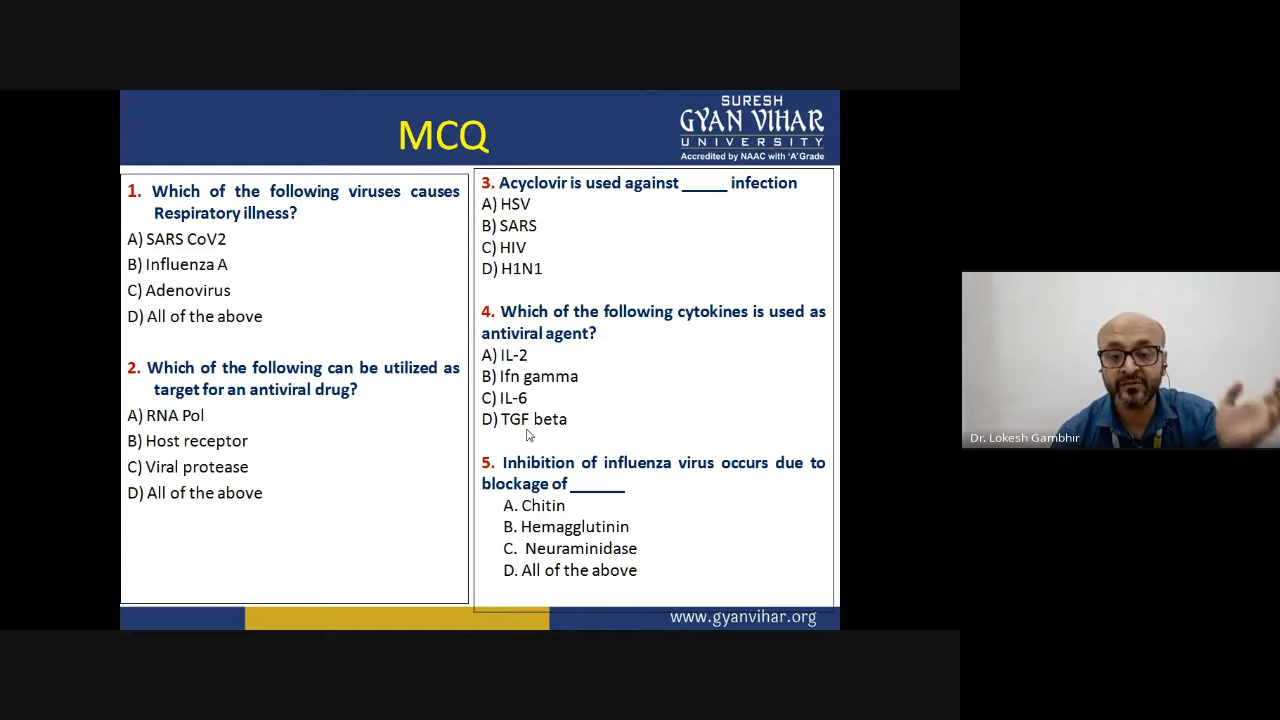 MCQ
SURESH
GYAN VIHAR
UNIVERSITY
Accredited by NAAC with 'A' Grade
1. Which of the following viruses causes
Respiratory illness?
A) SARS CoV2
B) Influenza A
C) Adenovirus
D) All of the above
2. Which of the following can be utilized as
target for an antiviral drug?
A) RNA Pol
B) Host receptor
C) Viral protease
D) All of the above
3. Acyclovir is used against _____ infection
A) HSV
B) SARS
C) HIV
D) H1N1
4. Which of the following cytokines is used as
antiviral agent?
A) IL-2
B) Ifn gamma
C) IL-6
D) TGF beta
5. Inhibition of influenza virus occurs due to
blockage of ______
A. Chitin
B. Hemagglutinin
C. Neuraminidase
D. All of the above
www.gyanvihar.org
Dr. Lokesh Gambhir